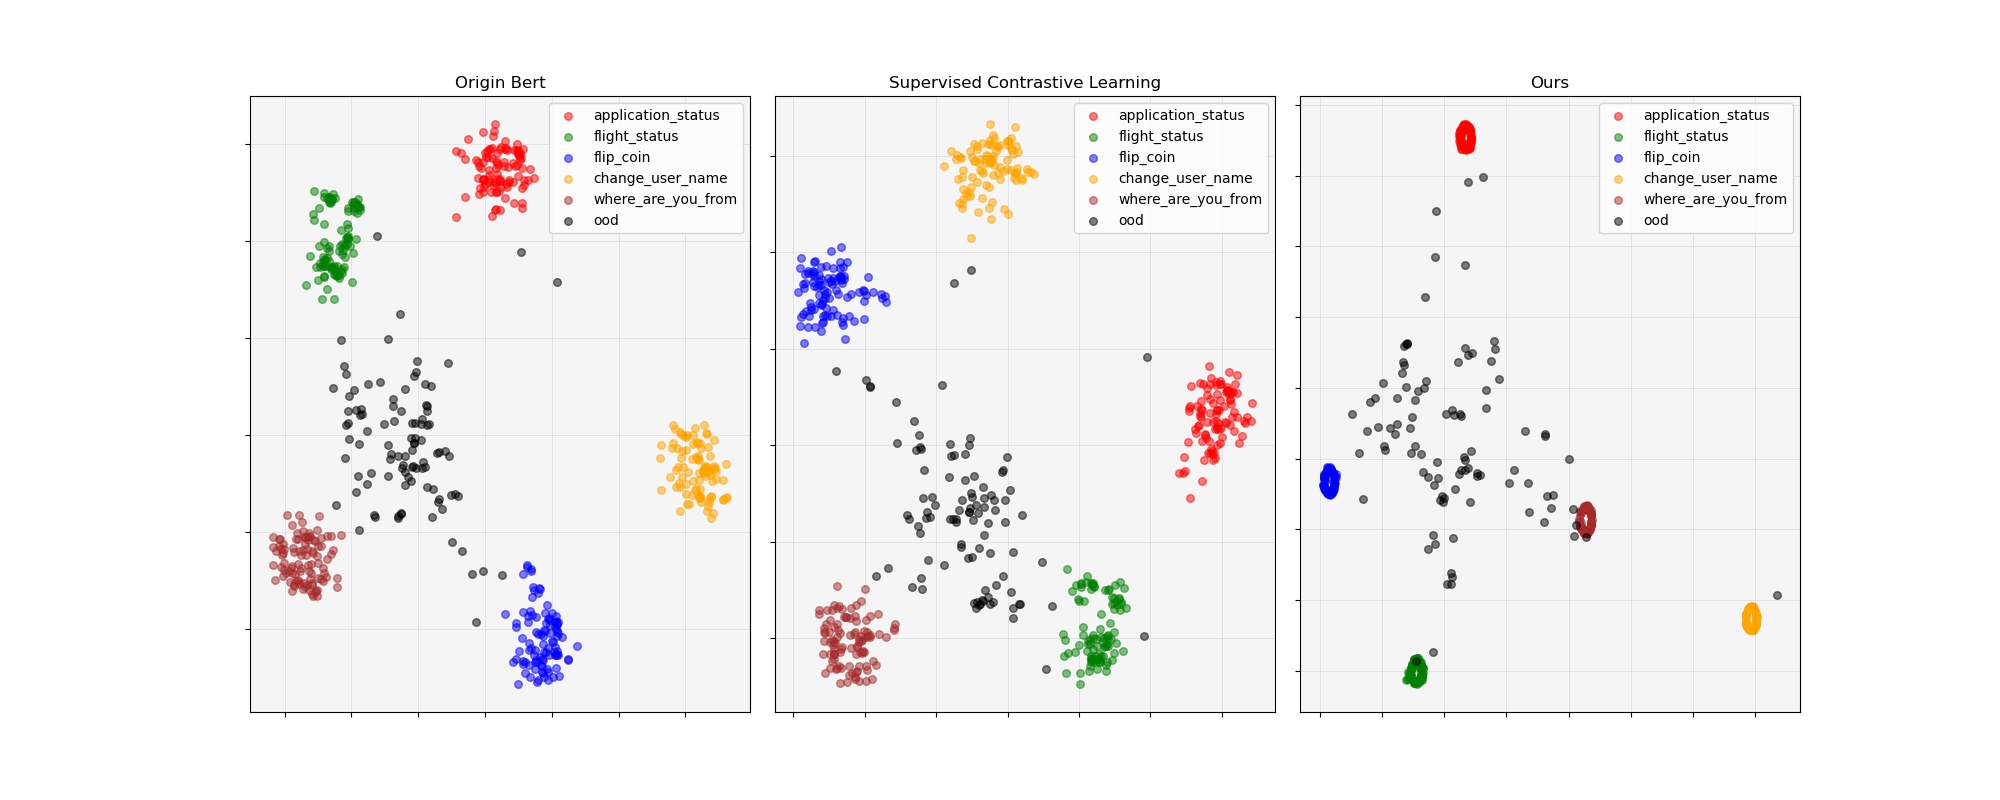 Origin Bert
application_status
flight_status
flip_coin
change_user_name
where_are_you_from
ood
Supervised Contrastive Learning
application_status
flight_status
flip_coin
change_user_name
where_are_you_from
ood
Ours
application_status
flight_status
flip_coin
change_user_name
where_are_you_from
ood